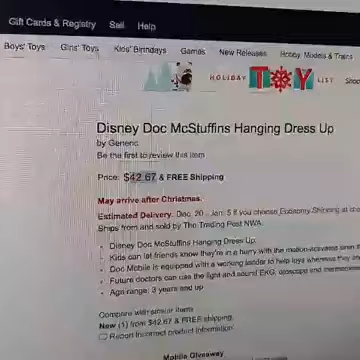 Gift Cards & Registry Sell Help
Boys' Toys Girls' Toys Kids' Birthdays Games New Releases Hobby, Models & Trains
HOLIDAY TOY LIST Shop
Disney Doc McStuffins Hanging Dress Up
by Generic
Be the first to review this item
Price: $42.67 & FREE Shipping
May arrive after Christmas.
Estimated Delivery: Dec. 20 - Jan. 5 if you choose Economy Shipping at
Ships from and sold by The Trading Post NWA.
Disney Doc McStuffins Hanging Dress Up
Kids can let friends know they're in a hurry with the motion-activated siren
Doc Mobile is equipped with a working ladder to help toys wherever they
Future doctors can use the light and sound EKG, otoscope and
Age range: 3 years and up
Compare with similar items
New (1) from $42.67 & FREE shipping.
Report incorrect product information.
Mobile Giveaway